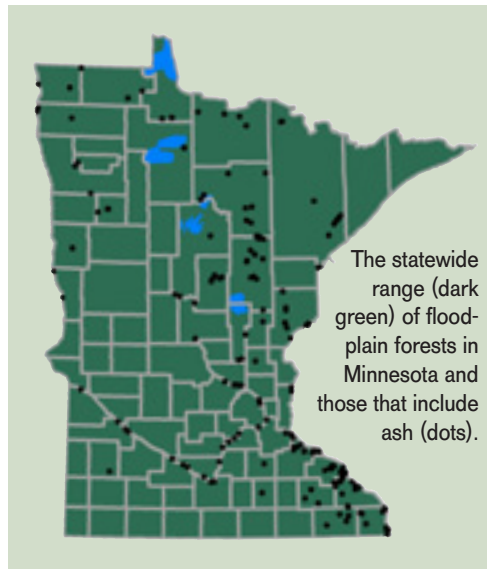 The statewide
range (dark
green) of flood-
plain forests in
Minnesota and
those that include
ash (dots).